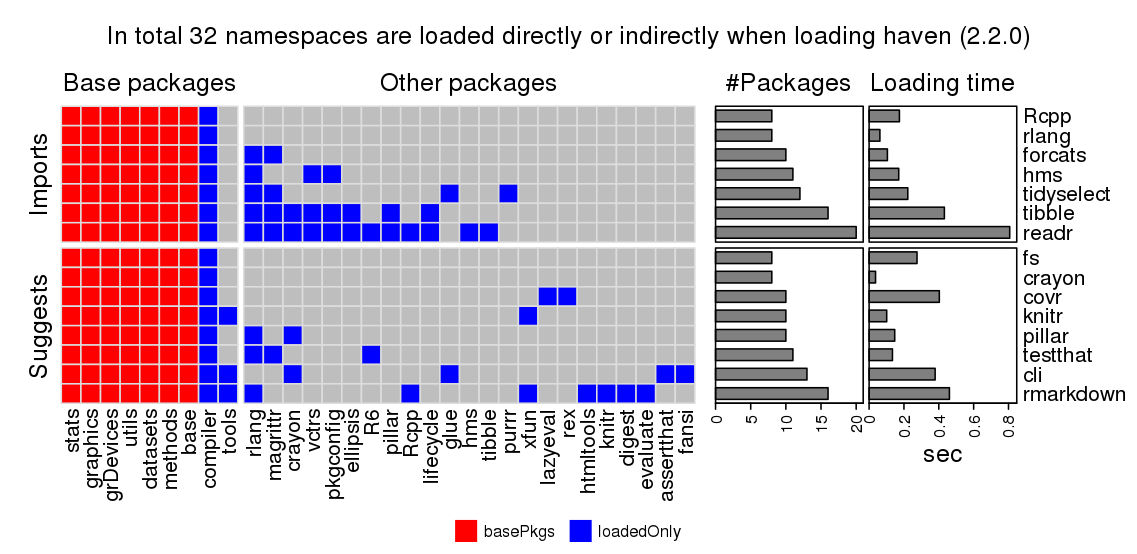 In total 32 namespaces are loaded directly or indirectly when loading haven (2.2.0)
Base packages
Other packages
#Packages
Loading time
Imports
Rcpp
rlang
forcats
hms
tidyselect
tibble
readr
Suggests
fs
crayon
covr
knitr
pillar
testthat
cli
rmarkdown
stats
graphics
grDevices
utils
datasets
methods
base
compiler
tools
rlang
magrittr
crayon
vctrs
pkgconfig
ellipsis
R6
pillar
Rcpp
lifecycle
glue
hms
tibble
purrr
xfun
lazyeval
rex
htmltools
knitr
digest
evaluate
assertthat
fansi
0
5
10
15
20
0
0.2
0.4
0.6
0.8
sec
basePkgs
loadedOnly